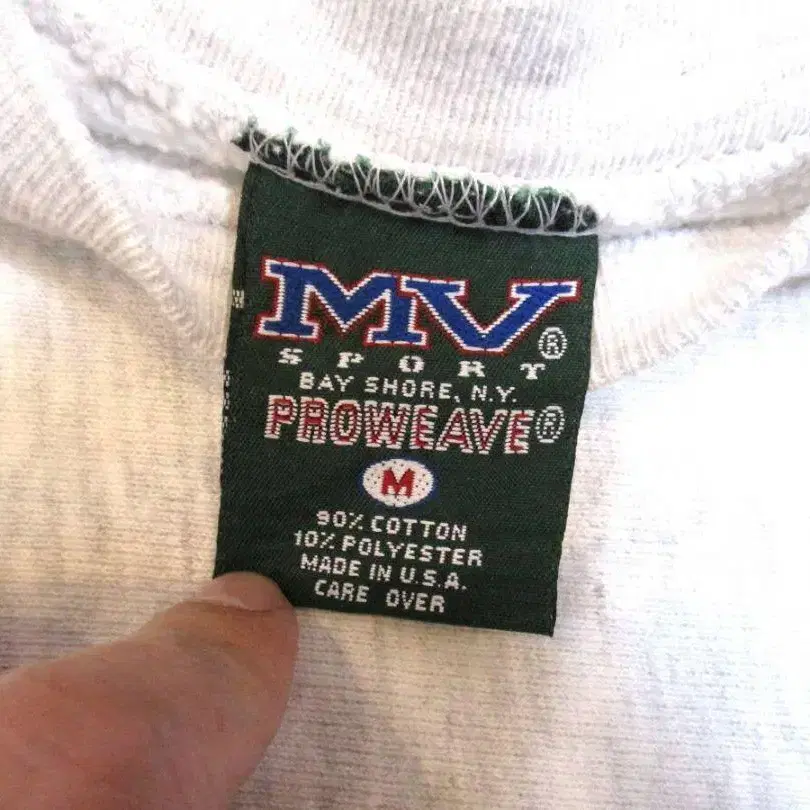 MV®
SPORT
BAY SHORE, N.Y.
PROWEAVE®
M
90% COTTON
10% POLYESTER
MADE IN U.S.A.
CARE OVER